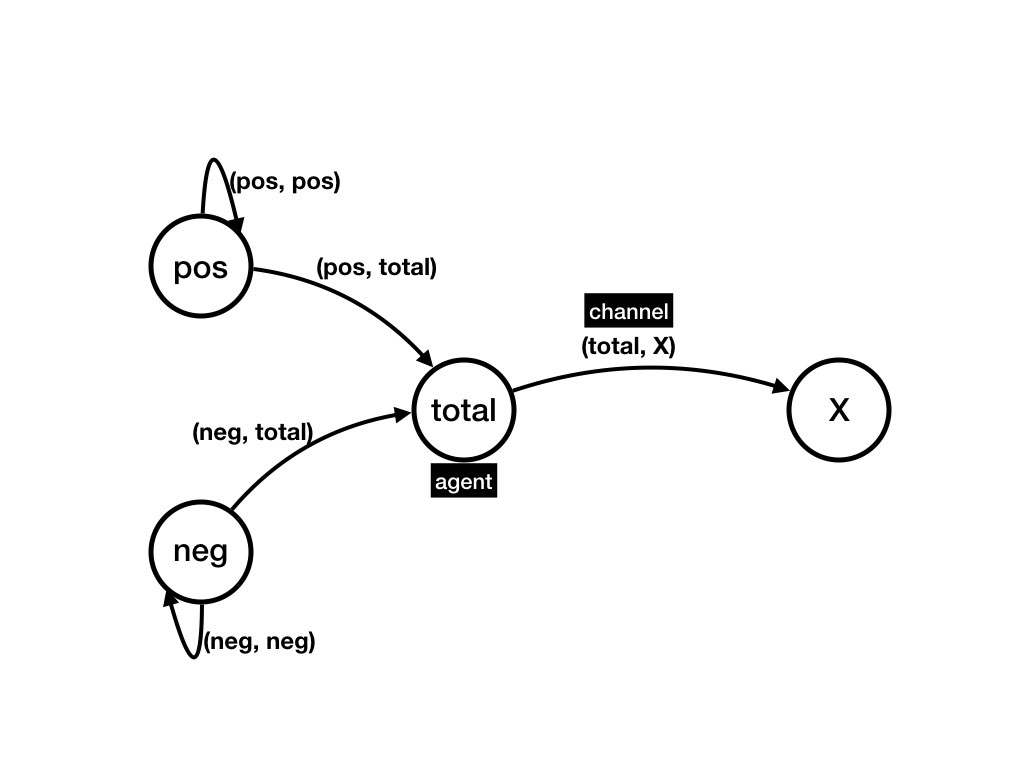 (pos, pos)
pos
(pos, total)
channel
(total, X)
total
X
(neg, total)
agent
neg
(neg, neg)